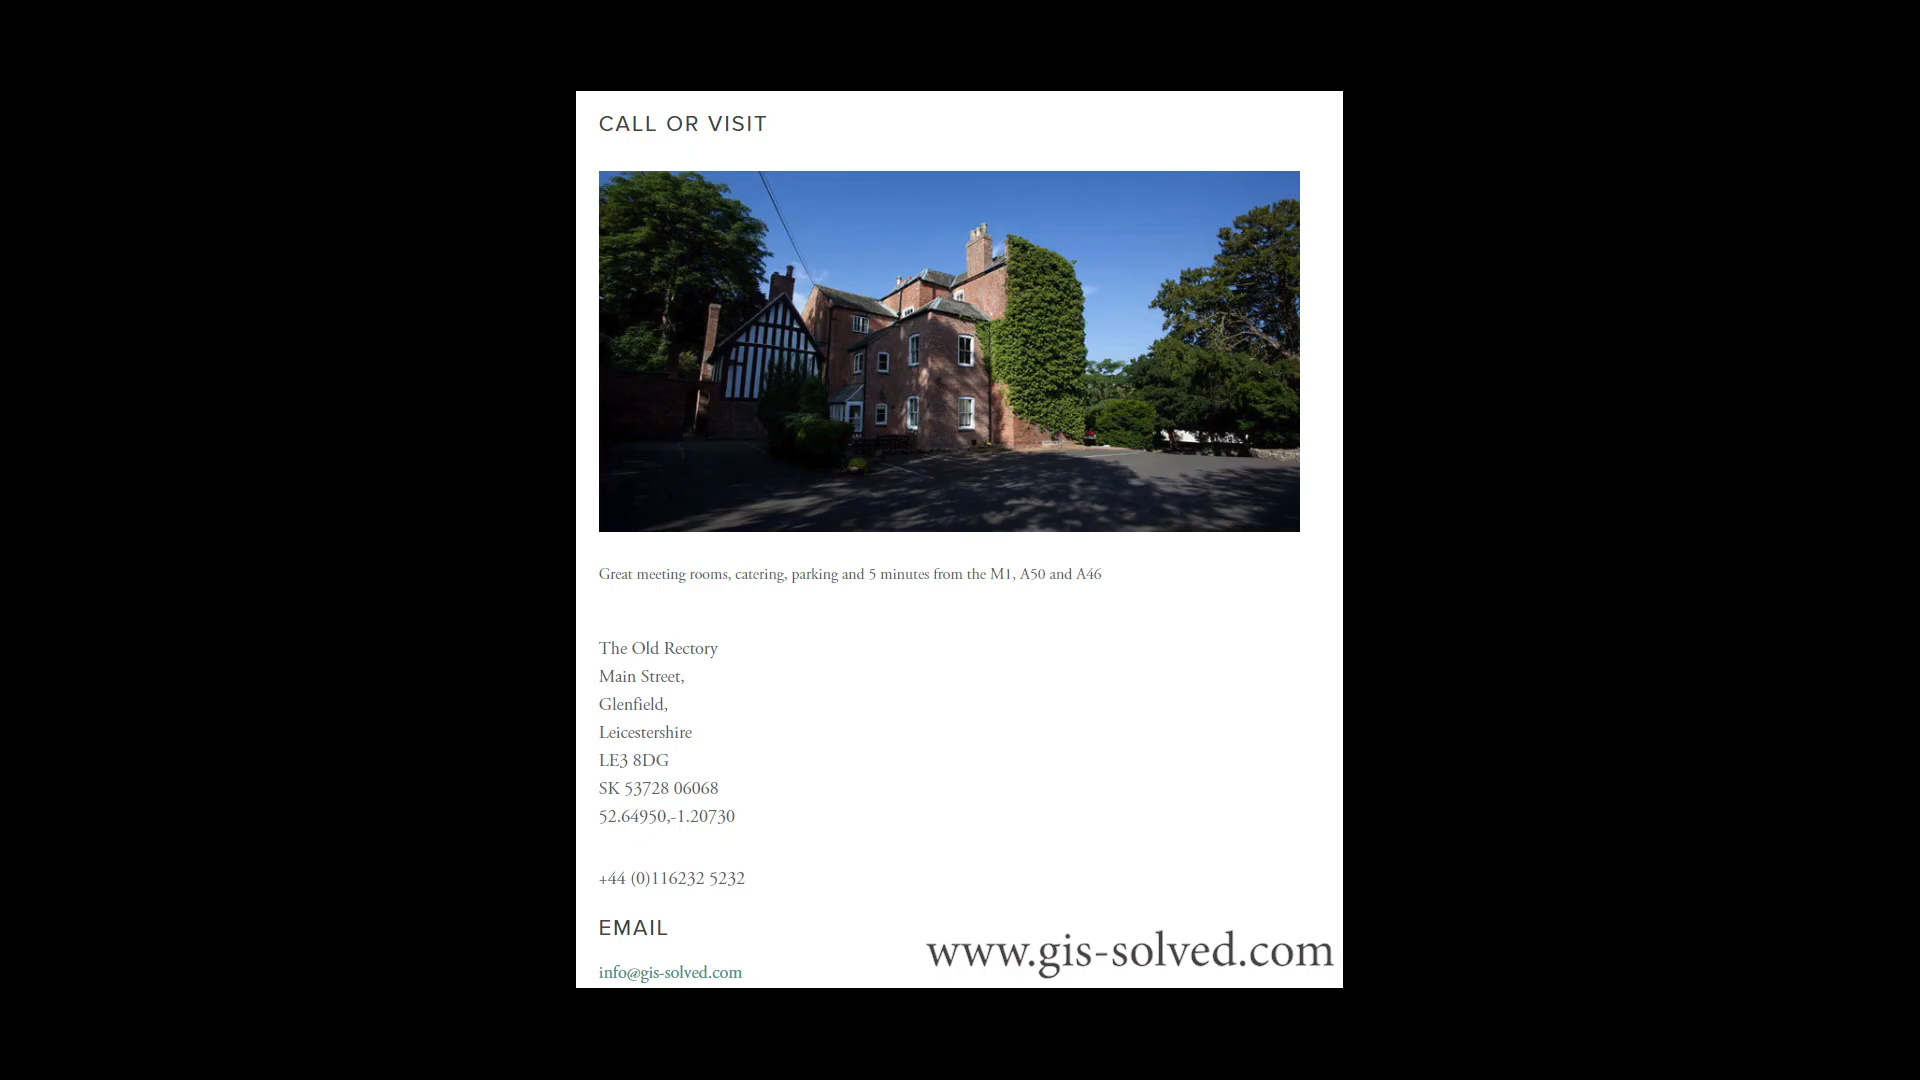 CALL OR VISIT
Great meeting rooms, catering, parking and 5 minutes from the M1, A50 and A46
The Old Rectory
Main Street,
Glenfield,
Leicestershire
LE3 8DG
SK 53728 06068
52.64950,-1.20730
+44 (0)116232 5232
EMAIL
www.gis-solved.com
info@gis-solved.com